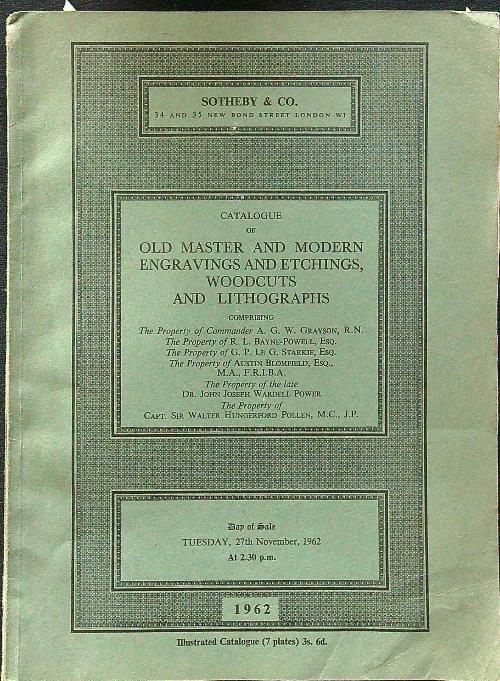 SOTHEBY & CO.
34 AND 35 NEW BOND STREET LONDON W1
CATALOGUE
OF
OLD MASTER AND MODERN
ENGRAVINGS AND ETCHINGS,
WOODCUTS
AND LITHOGRAPHS
COMPRISING
The Property of Commander A. G. W. GRAYSON, R.N.
The Property of R. L. BAYNE-POWELL, ESQ.
The Property of G. P. LE G. STARKIE, ESQ.
The Property of AUSTIN BLOMFIELD, ESQ.,
M.A., F.R.I.B.A.
The Property of the late
DR. JOHN JOSEPH WARDELL POWER
The Property of
CAPT. SIR WALTER HUNGERFORD POLLEN, M.C., J.P.
Day of Sale
TUESDAY, 27th November, 1962
At 2.30 p.m.
1962
Illustrated Catalogue (7 plates) 3s. 6d.